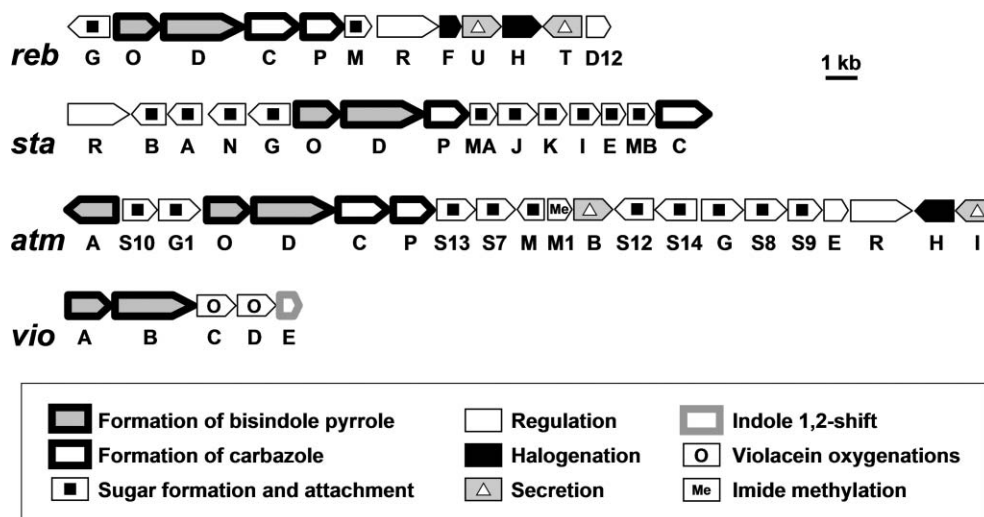 reb
G O D C P M R F U H T D12
1 kb
sta
R B A N G O D P MA J K I E MB C
atm
A S10 G1 O D C P S13 S7 M M1 B S12 S14 G S8 S9 E R H I
Me
vio
O O
A B C D E
Formation of bisindole pyrrole
Formation of carbazole
Sugar formation and attachment
Regulation
Halogenation
Secretion
Indole 1,2-shift
O Violacein oxygenations
Me Imide methylation